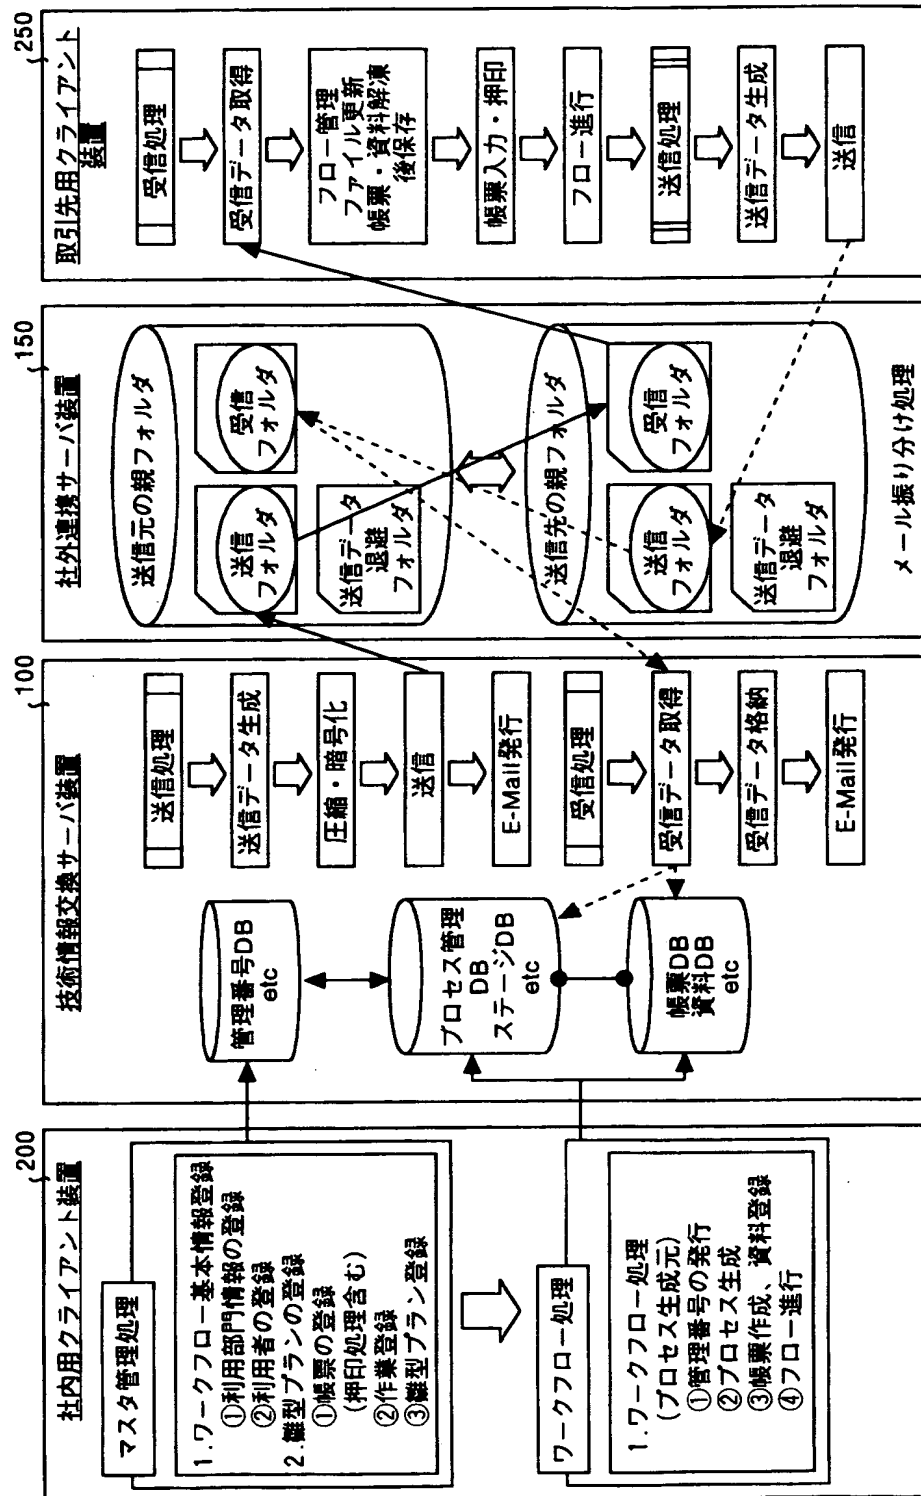 200
社内用クライアント装置
マスタ管理処理
1.ワークフロー基本情報登録
①利用部門情報の登録
②利用者の登録
2.雛型プランの登録
①帳票の登録
(押印処理含む)
②作業登録
③雛型プラン登録
ワークフロー処理
1.ワークフロー処理
(プロセス生成元)
①管理番号の発行
②プロセス生成
③帳票作成、資料登録
④フロー進行
100
技術情報交換サーバ装置
管理番号DB
etc
プロセス管理
DB
ステージDB
etc
帳票DB
資料DB
etc
送信処理
送信データ生成
圧縮・暗号化
送信
E-Mail発行
受信処理
受信データ取得
受信データ格納
E-Mail発行
150
社外連携サーバ装置
送信元の親フォルダ
送信
フォルダ
受信
フォルダ
送信データ
退避
フォルダ
送信先の親フォルダ
送信
フォルダ
受信
フォルダ
送信データ
退避
フォルダ
メール振り分け処理
250
取引先用クライアント
装置
受信処理
受信データ取得
フロー管理
ファイル更新
帳票・資料解凍
後保存
帳票入力・押印
フロー進行
送信処理
送信データ生成
送信